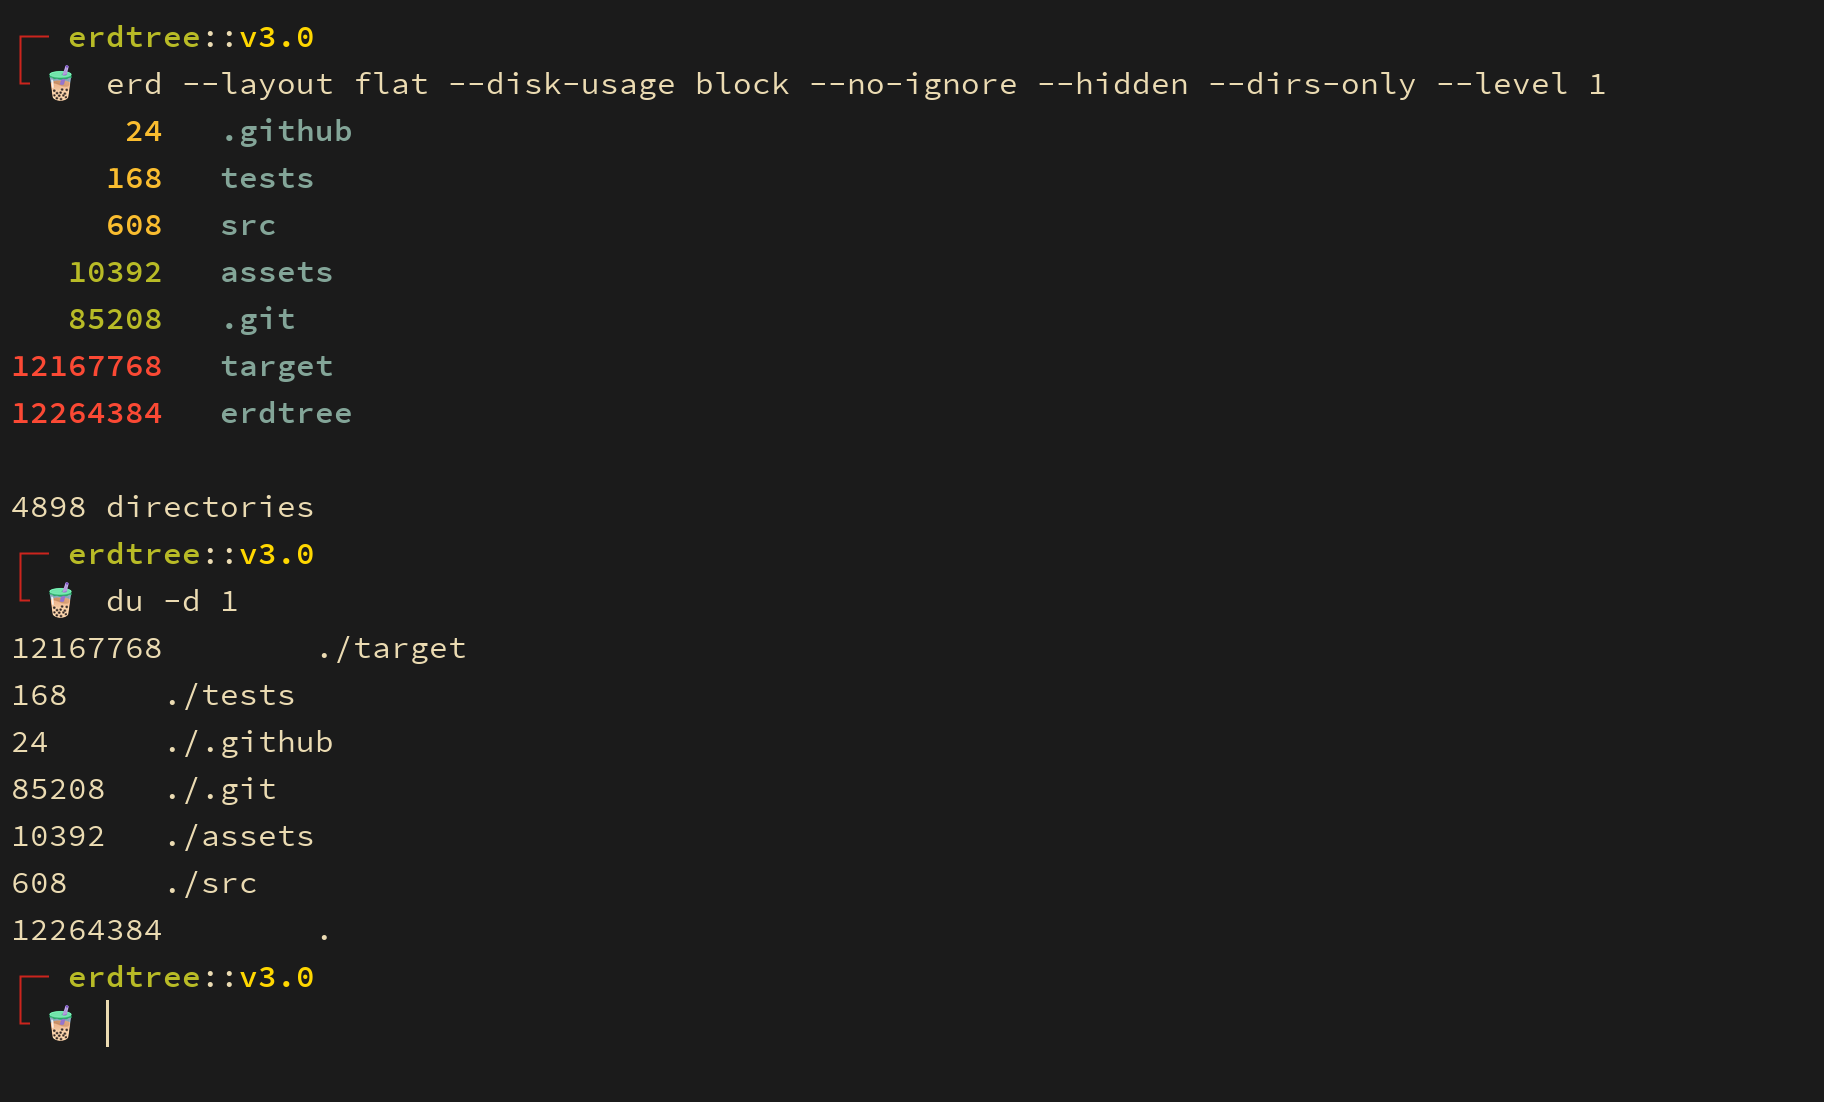 erdtree::v3.0
erd --layout flat --disk-usage block --no-ignore --hidden --dirs-only --level 1
24 .github
168 tests
608 src
10392 assets
85208 .git
12167768 target
12264384 erdtree
4898 directories
erdtree::v3.0
du -d 1
12167768 ./target
168 ./tests
24 ./.github
85208 ./.git
10392 ./assets
608 ./src
12264384 .
erdtree::v3.0